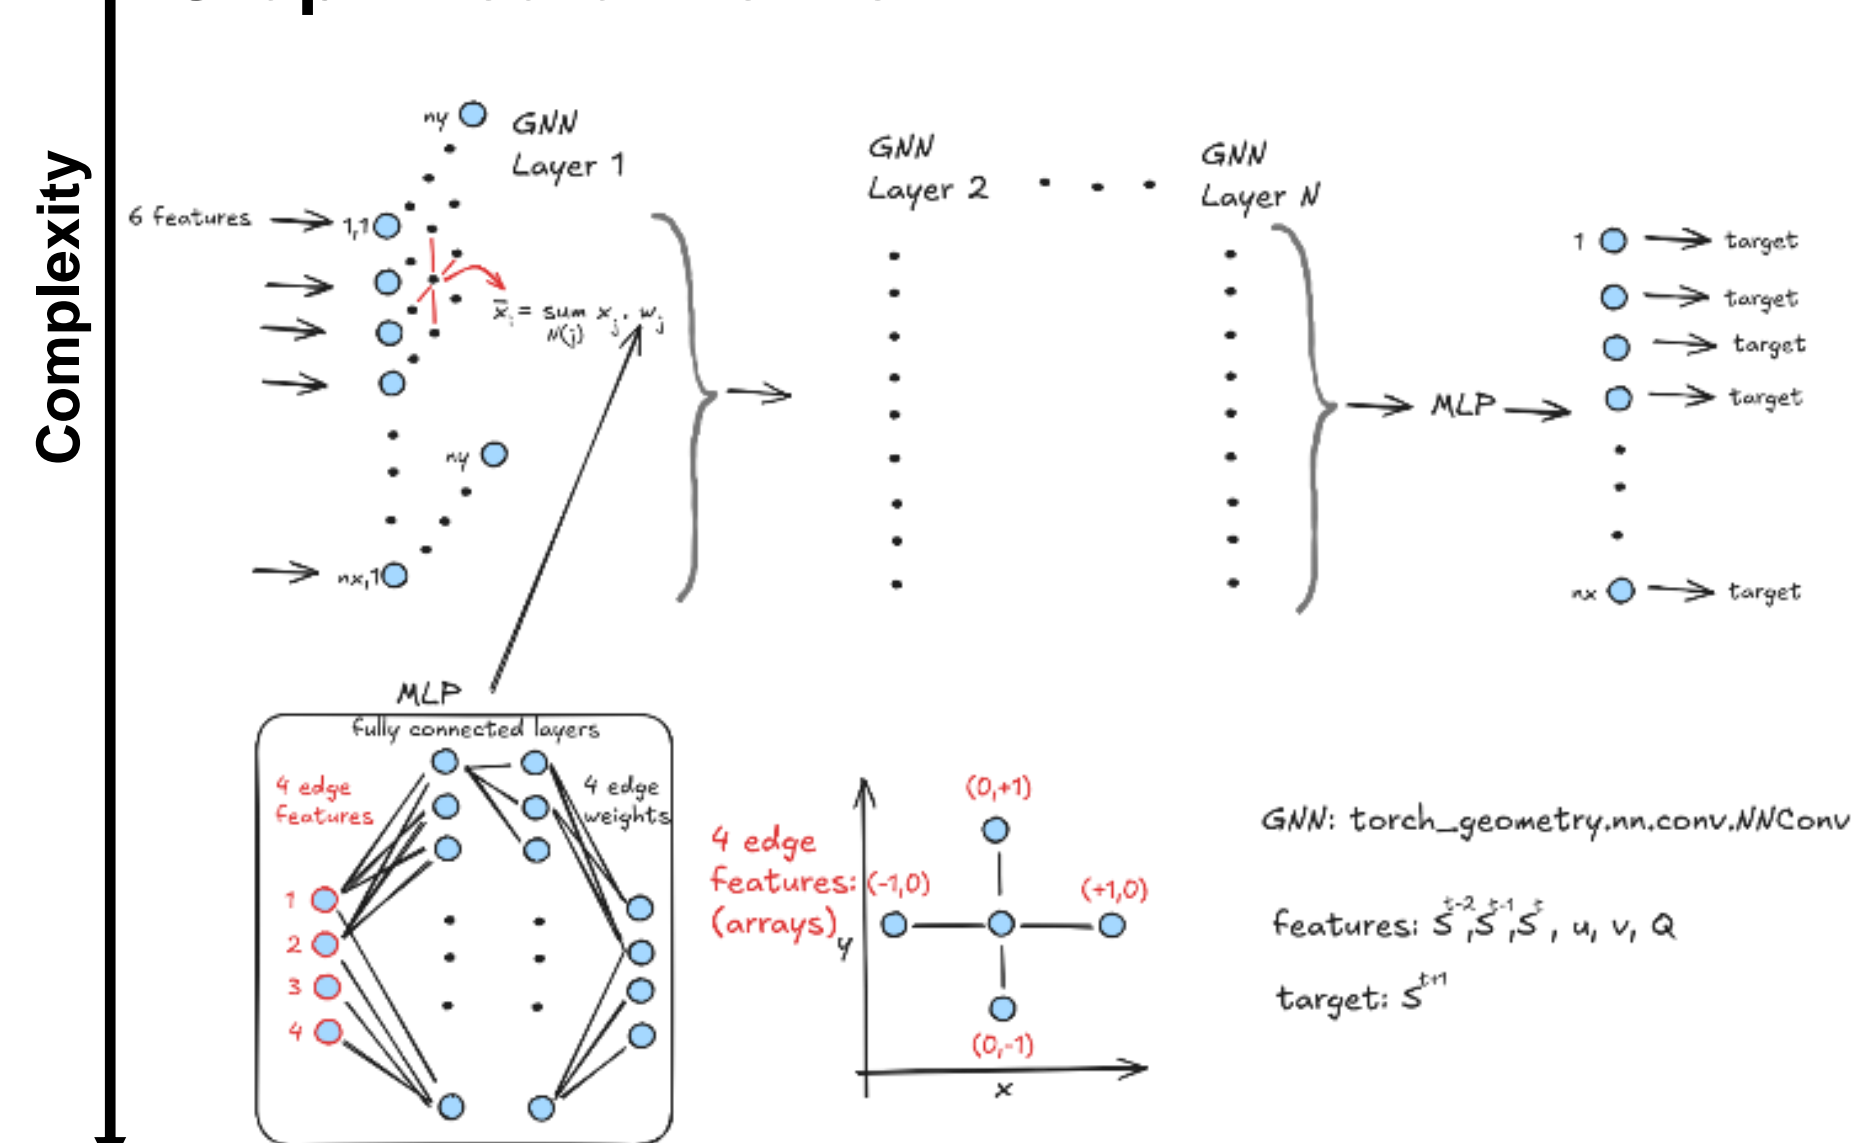 Complexity
ny
GNN
Layer 1
6 features
1,1
x̄i = sum xj . wj
N(j)
ny
nx,1
GNN
Layer 2
GNN
Layer N
MLP
1
target
target
target
target
nx
target
MLP
fully connected layers
4 edge
features
4 edge
weights
1
2
3
4
4 edge
features:
(arrays)
y
x
(0,+1)
(-1,0)
(+1,0)
(0,-1)
GNN: torch_geometry.nn.conv.NNConv
features: S^t-2, S^t-1, S^t, u, v, Q
target: S^t+1